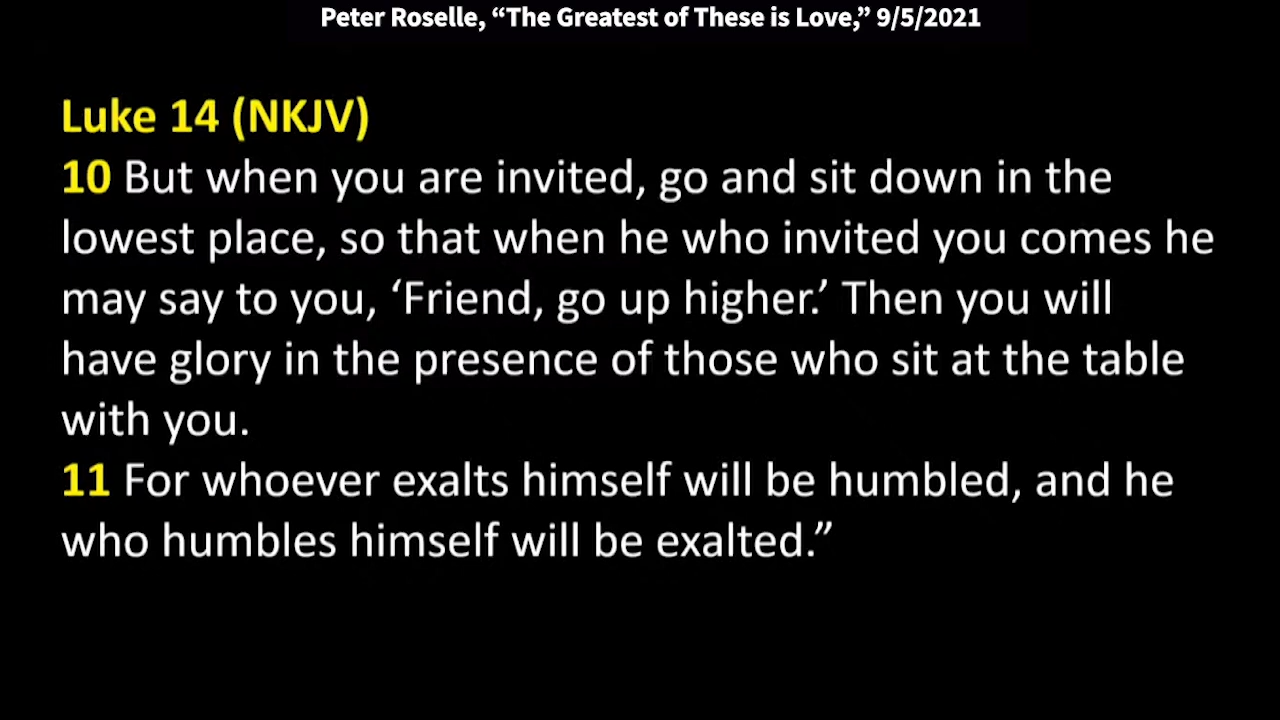 Peter Roselle, “The Greatest of These is Love,” 9/5/2021
Luke 14 (NKJV)
10 But when you are invited, go and sit down in the
lowest place, so that when he who invited you comes he
may say to you, ‘Friend, go up higher.’ Then you will
have glory in the presence of those who sit at the table
with you.
11 For whoever exalts himself will be humbled, and he
who humbles himself will be exalted.”